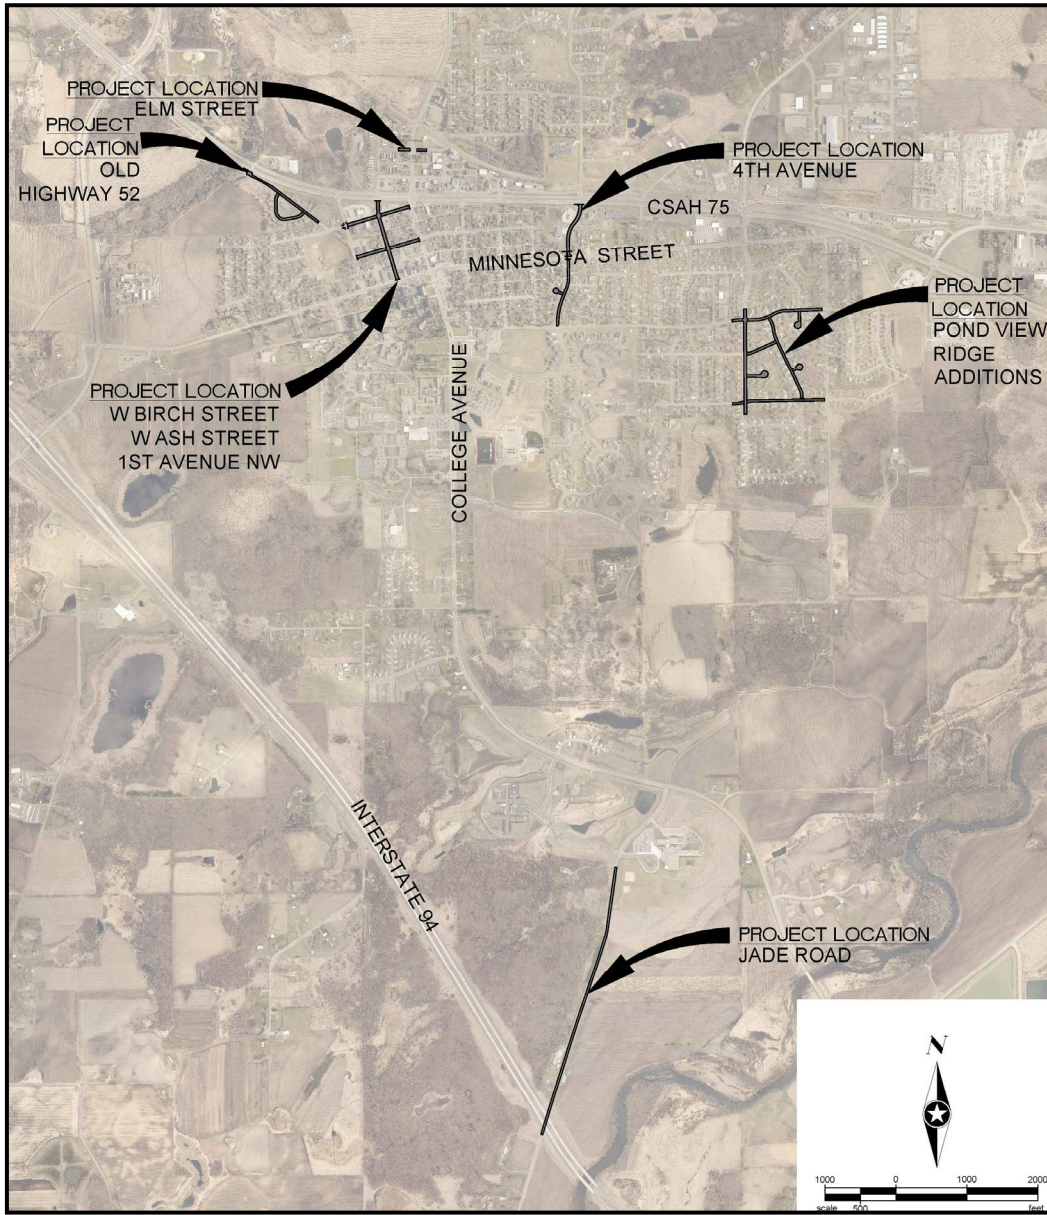 PROJECT LOCATION
ELM STREET
PROJECT
LOCATION
OLD
HIGHWAY 52
PROJECT LOCATION
4TH AVENUE
CSAH 75
MINNESOTA STREET
PROJECT
LOCATION
POND VIEW
RIDGE
ADDITIONS
PROJECT LOCATION
W BIRCH STREET
W ASH STREET
1ST AVENUE NW
COLLEGE AVENUE
INTERSTATE 94
PROJECT LOCATION
JADE ROAD
N
1000 0 1000 2000
scale 500 feet